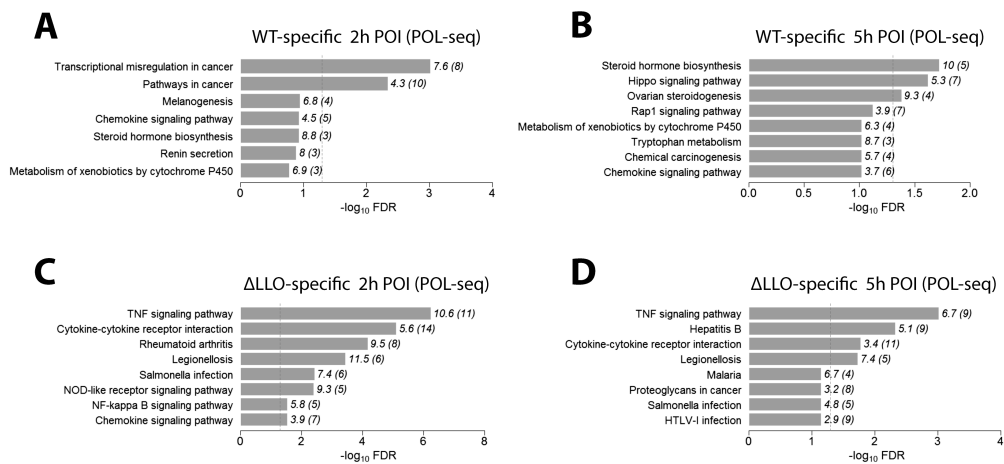 A
WT-specific 2h POI (POL-seq)
Transcriptional misregulation in cancer 7.6 (8)
Pathways in cancer 4.3 (10)
Melanogenesis 6.8 (4)
Chemokine signaling pathway 4.5 (5)
Steroid hormone biosynthesis 8.8 (3)
Renin secretion 8 (3)
Metabolism of xenobiotics by cytochrome P450 6.9 (3)
0 1 2 3 4
-log10 FDR
B
WT-specific 5h POI (POL-seq)
Steroid hormone biosynthesis 10 (5)
Hippo signaling pathway 5.3 (7)
Ovarian steroidogenesis 9.3 (4)
Rap1 signaling pathway 3.9 (7)
Metabolism of xenobiotics by cytochrome P450 6.3 (4)
Tryptophan metabolism 8.7 (3)
Chemical carcinogenesis 5.7 (4)
Chemokine signaling pathway 3.7 (6)
0.0 0.5 1.0 1.5 2.0
-log10 FDR
C
ΔLLO-specific 2h POI (POL-seq)
TNF signaling pathway 10.6 (11)
Cytokine-cytokine receptor interaction 5.6 (14)
Rheumatoid arthritis 9.5 (8)
Legionellosis 11.5 (6)
Salmonella infection 7.4 (6)
NOD-like receptor signaling pathway 9.3 (5)
NF-kappa B signaling pathway 5.8 (5)
Chemokine signaling pathway 3.9 (7)
0 2 4 6 8
-log10 FDR
D
ΔLLO-specific 5h POI (POL-seq)
TNF signaling pathway 6.7 (9)
Hepatitis B 5.1 (9)
Cytokine-cytokine receptor interaction 3.4 (11)
Legionellosis 7.4 (5)
Malaria 6.7 (4)
Proteoglycans in cancer 3.2 (8)
Salmonella infection 4.8 (5)
HTLV-I infection 2.9 (9)
0 1 2 3 4
-log10 FDR